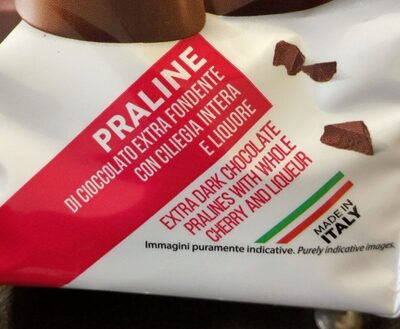 PRALINE
DI CIOCCOLATO EXTRA FONDENTE
CON CILIEGIA INTERA
E LIQUORE
EXTRA DARK CHOCOLATE
PRALINES WITH WHOLE
CHERRY AND LIQUEUR
MADE IN
ITALY
Immagini puramente indicative. Purely indicative images.